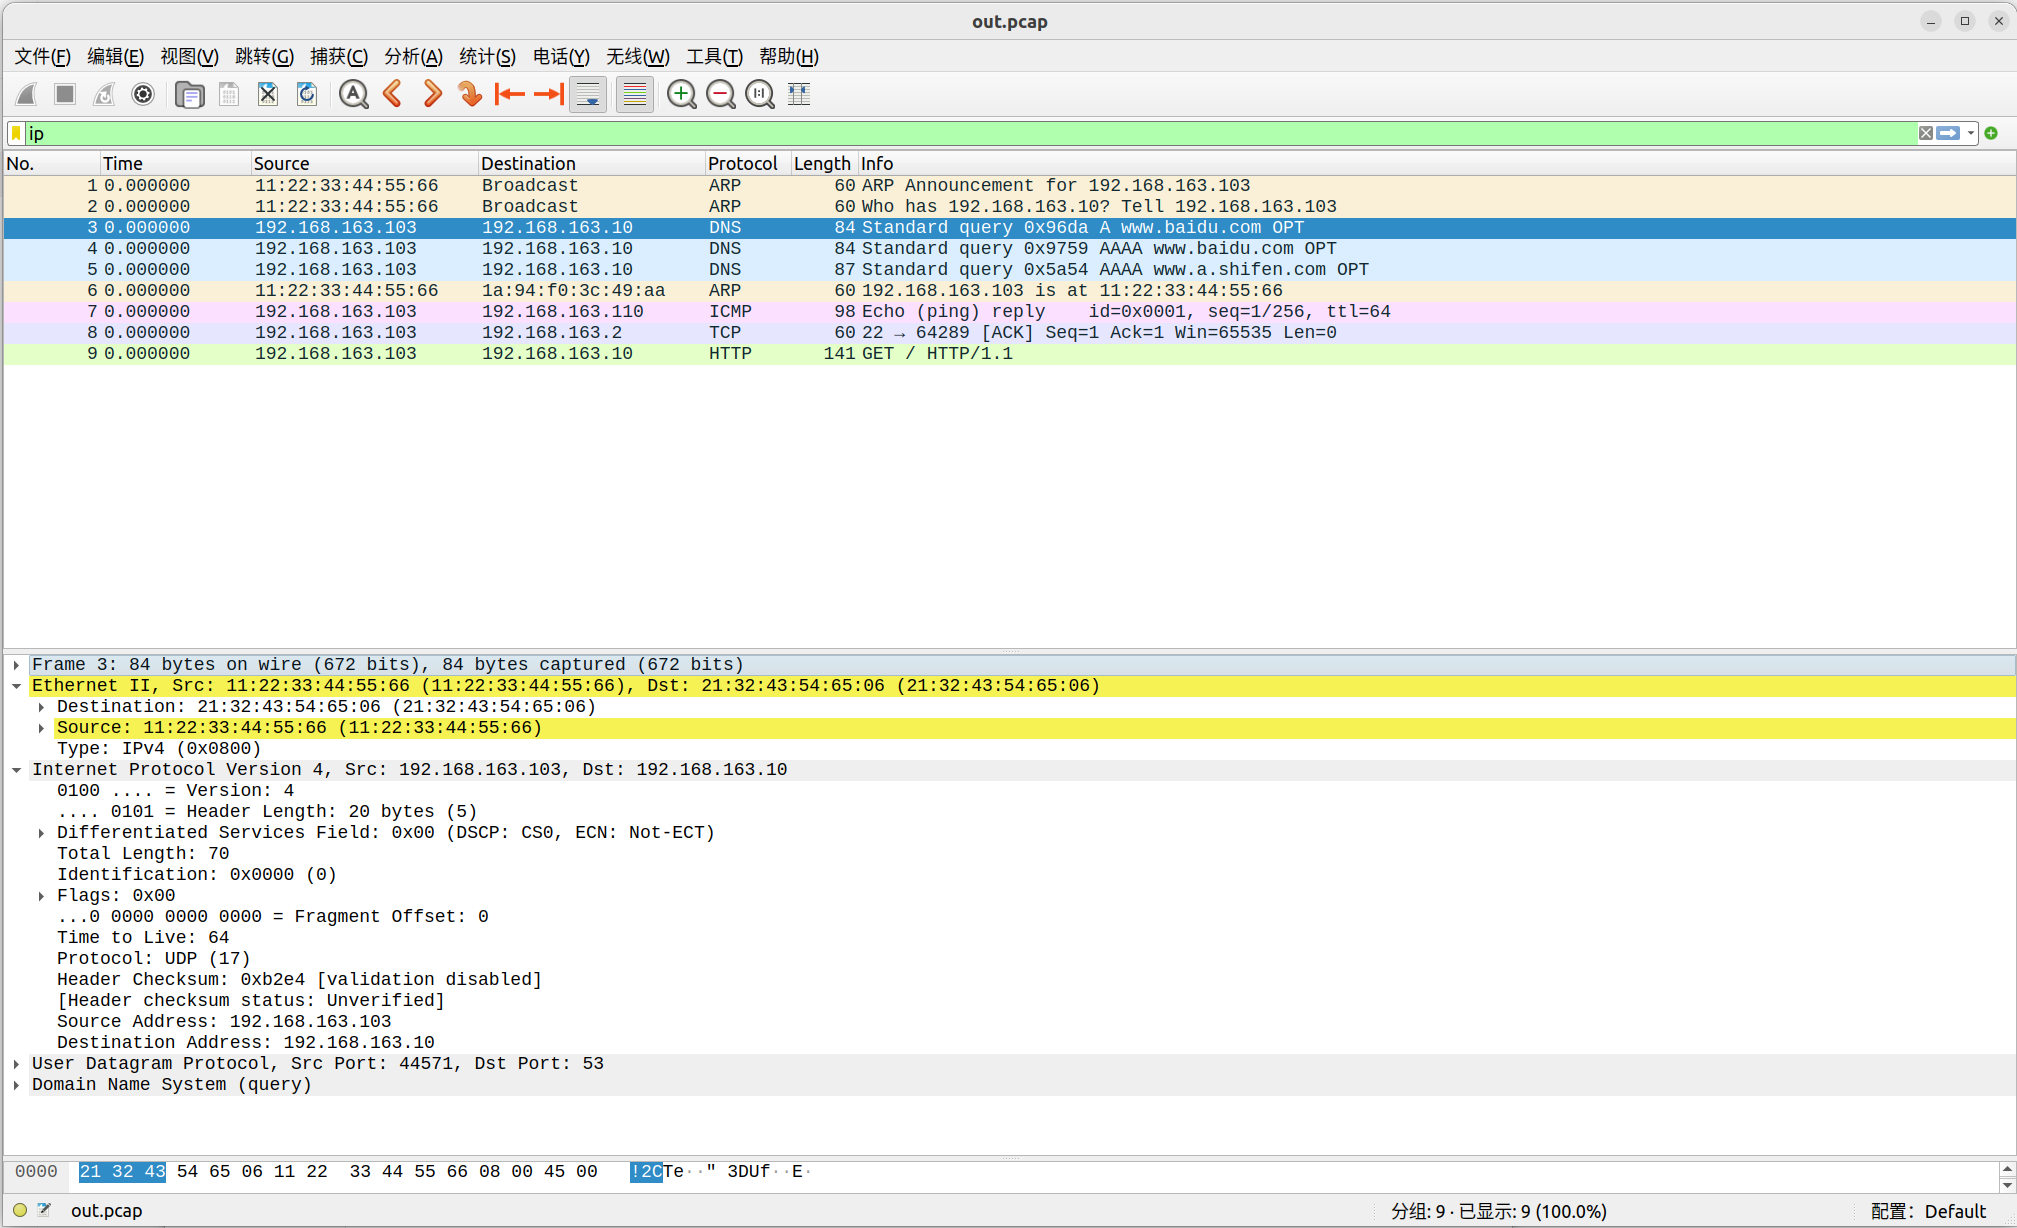 out.pcap
文件(F) 编辑(E) 视图(V) 跳转(G) 捕获(C) 分析(A) 统计(S) 电话(Y) 无线(W) 工具(T) 帮助(H)
ip
No. Time Source Destination Protocol Length Info
1 0.000000 11:22:33:44:55:66 Broadcast ARP 60 ARP Announcement for 192.168.163.103
2 0.000000 11:22:33:44:55:66 Broadcast ARP 60 Who has 192.168.163.10? Tell 192.168.163.103
3 0.000000 192.168.163.103 192.168.163.10 DNS 84 Standard query 0x96da A www.baidu.com OPT
4 0.000000 192.168.163.103 192.168.163.10 DNS 84 Standard query 0x9759 AAAA www.baidu.com OPT
5 0.000000 192.168.163.103 192.168.163.10 DNS 87 Standard query 0x5a54 AAAA www.a.shifen.com OPT
6 0.000000 11:22:33:44:55:66 1a:94:f0:3c:49:aa ARP 60 192.168.163.103 is at 11:22:33:44:55:66
7 0.000000 192.168.163.103 192.168.163.110 ICMP 98 Echo (ping) reply id=0x0001, seq=1/256, ttl=64
8 0.000000 192.168.163.103 192.168.163.2 TCP 60 22 → 64289 [ACK] Seq=1 Ack=1 Win=65535 Len=0
9 0.000000 192.168.163.103 192.168.163.10 HTTP 141 GET / HTTP/1.1
Frame 3: 84 bytes on wire (672 bits), 84 bytes captured (672 bits)
Ethernet II, Src: 11:22:33:44:55:66 (11:22:33:44:55:66), Dst: 21:32:43:54:65:06 (21:32:43:54:65:06)
Destination: 21:32:43:54:65:06 (21:32:43:54:65:06)
Source: 11:22:33:44:55:66 (11:22:33:44:55:66)
Type: IPv4 (0x0800)
Internet Protocol Version 4, Src: 192.168.163.103, Dst: 192.168.163.10
0100 .... = Version: 4
.... 0101 = Header Length: 20 bytes (5)
Differentiated Services Field: 0x00 (DSCP: CS0, ECN: Not-ECT)
Total Length: 70
Identification: 0x0000 (0)
Flags: 0x00
...0 0000 0000 0000 = Fragment Offset: 0
Time to Live: 64
Protocol: UDP (17)
Header Checksum: 0xb2e4 [validation disabled]
[Header checksum status: Unverified]
Source Address: 192.168.163.103
Destination Address: 192.168.163.10
User Datagram Protocol, Src Port: 44571, Dst Port: 53
Domain Name System (query)
0000 21 32 43 54 65 06 11 22 33 44 55 66 08 00 45 00 !2CTe··" 3DUf··E·
out.pcap 分组: 9 · 已显示: 9 (100.0%) 配置: Default